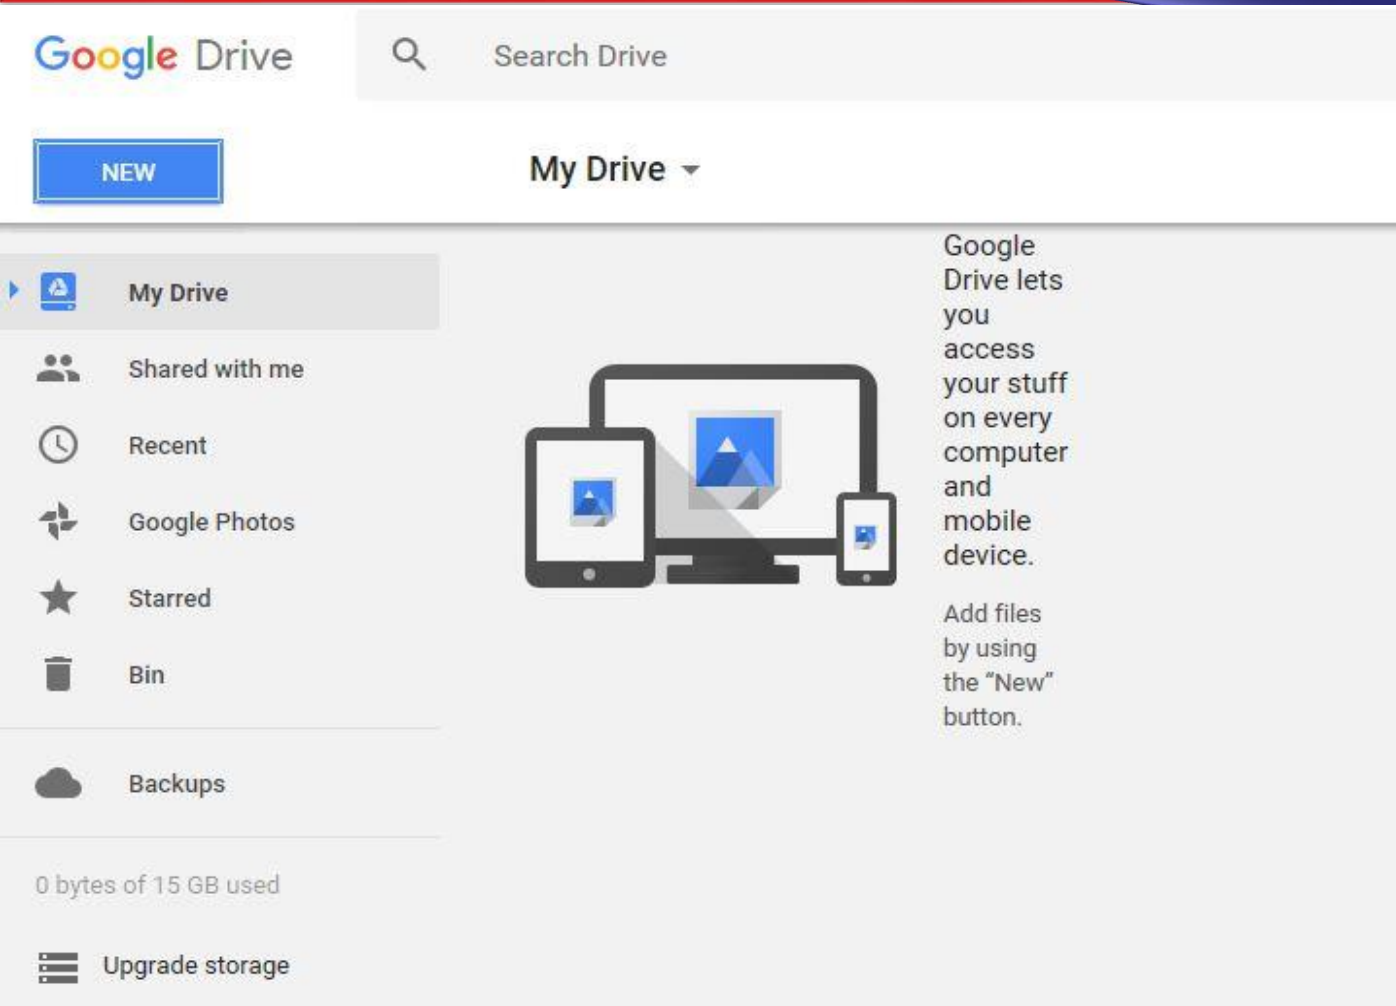 Google Drive
Search Drive
NEW
My Drive
My Drive
Shared with me
Recent
Google Photos
Starred
Bin
Backups
0 bytes of 15 GB used
Upgrade storage
Google
Drive lets
you
access
your stuff
on every
computer
and
mobile
device.
Add files
by using
the “New”
button.